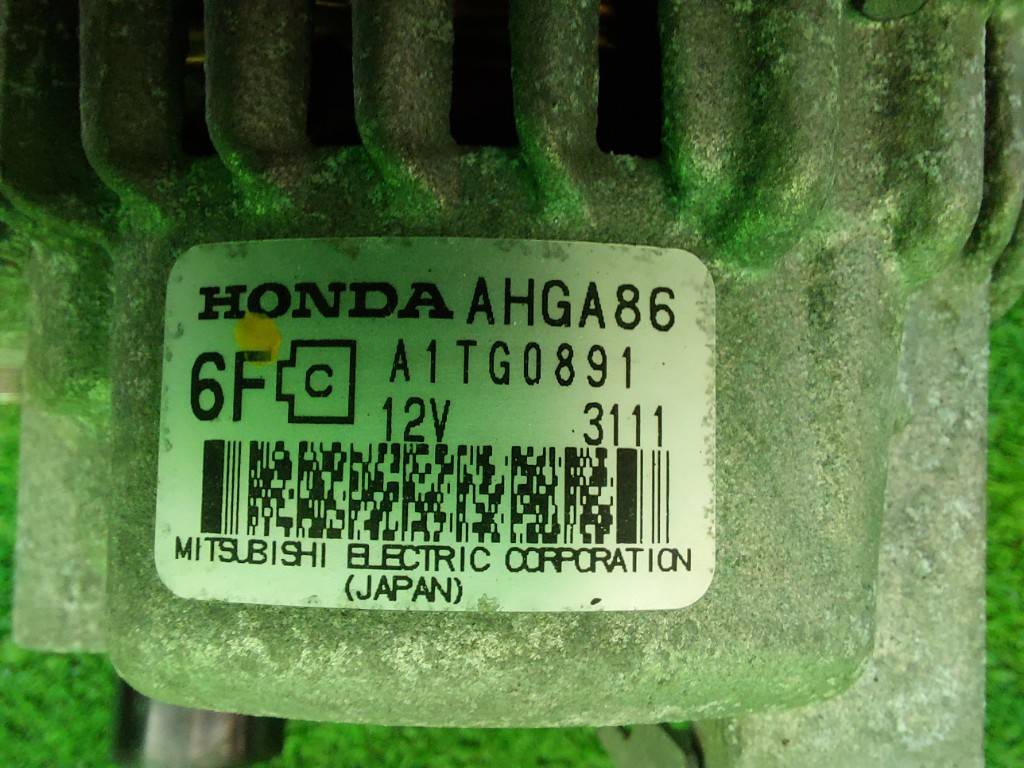 HONDA AHGA86
6F C A1TG0891
12V 3111
MITSUBISHI ELECTRIC CORPORATION
(JAPAN)